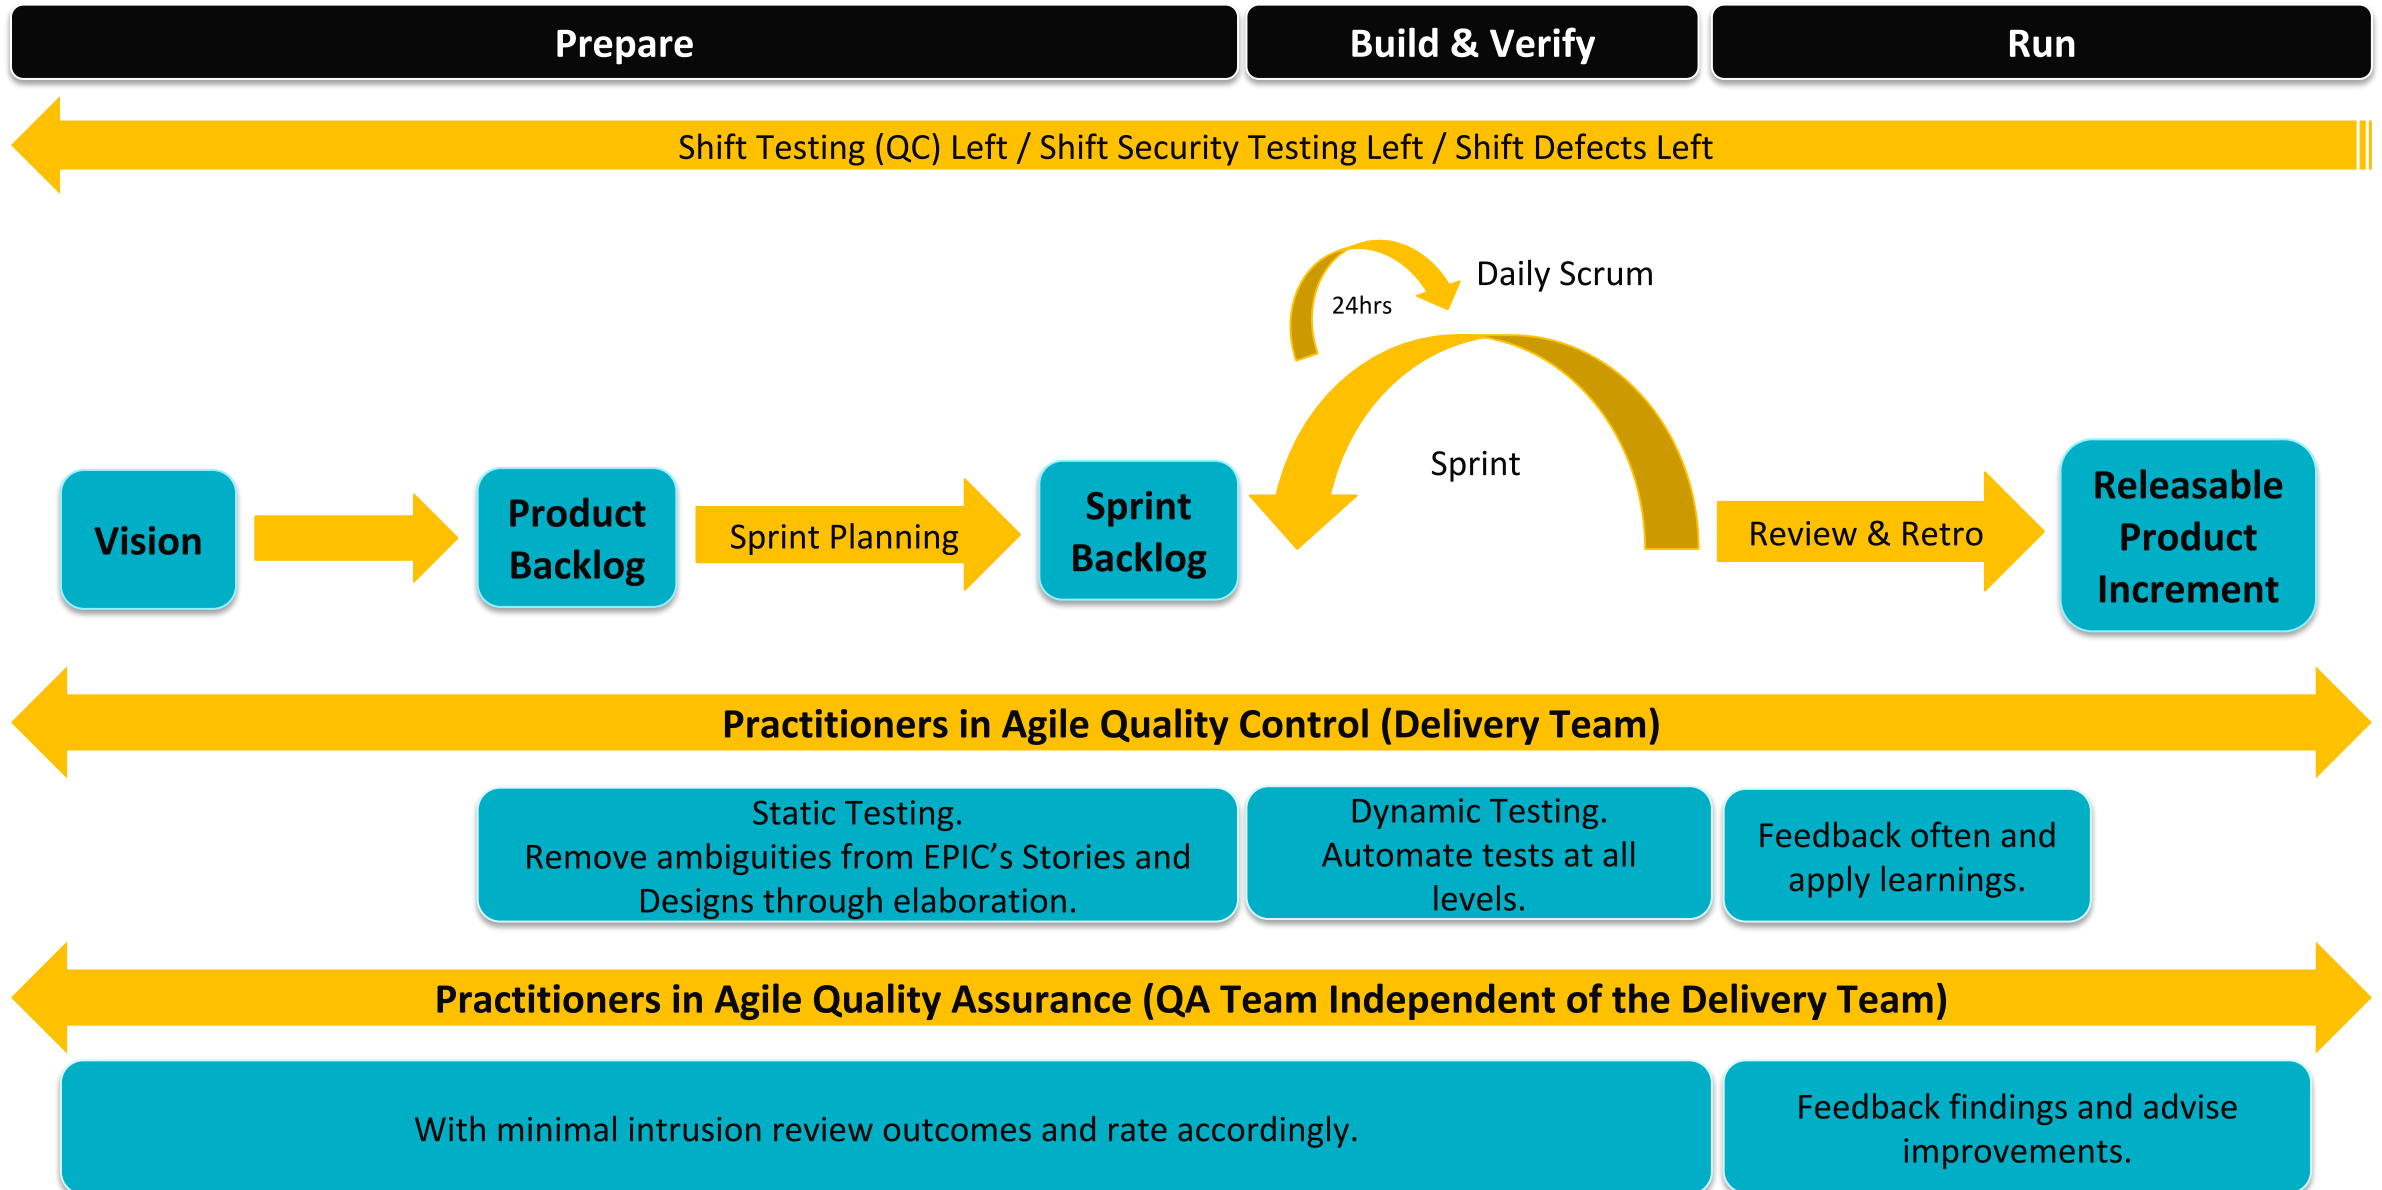 Prepare
Build & Verify
Run
Shift Testing (QC) Left / Shift Security Testing Left / Shift Defects Left
Daily Scrum
24hrs
Sprint
Vision
Product
Backlog
Sprint Planning
Sprint
Backlog
Review & Retro
Releasable
Product
Increment
Practitioners in Agile Quality Control (Delivery Team)
Static Testing.
Remove ambiguities from EPIC’s Stories and
Designs through elaboration.
Dynamic Testing.
Automate tests at all
levels.
Feedback often and
apply learnings.
Practitioners in Agile Quality Assurance (QA Team Independent of the Delivery Team)
With minimal intrusion review outcomes and rate accordingly.
Feedback findings and advise
improvements.